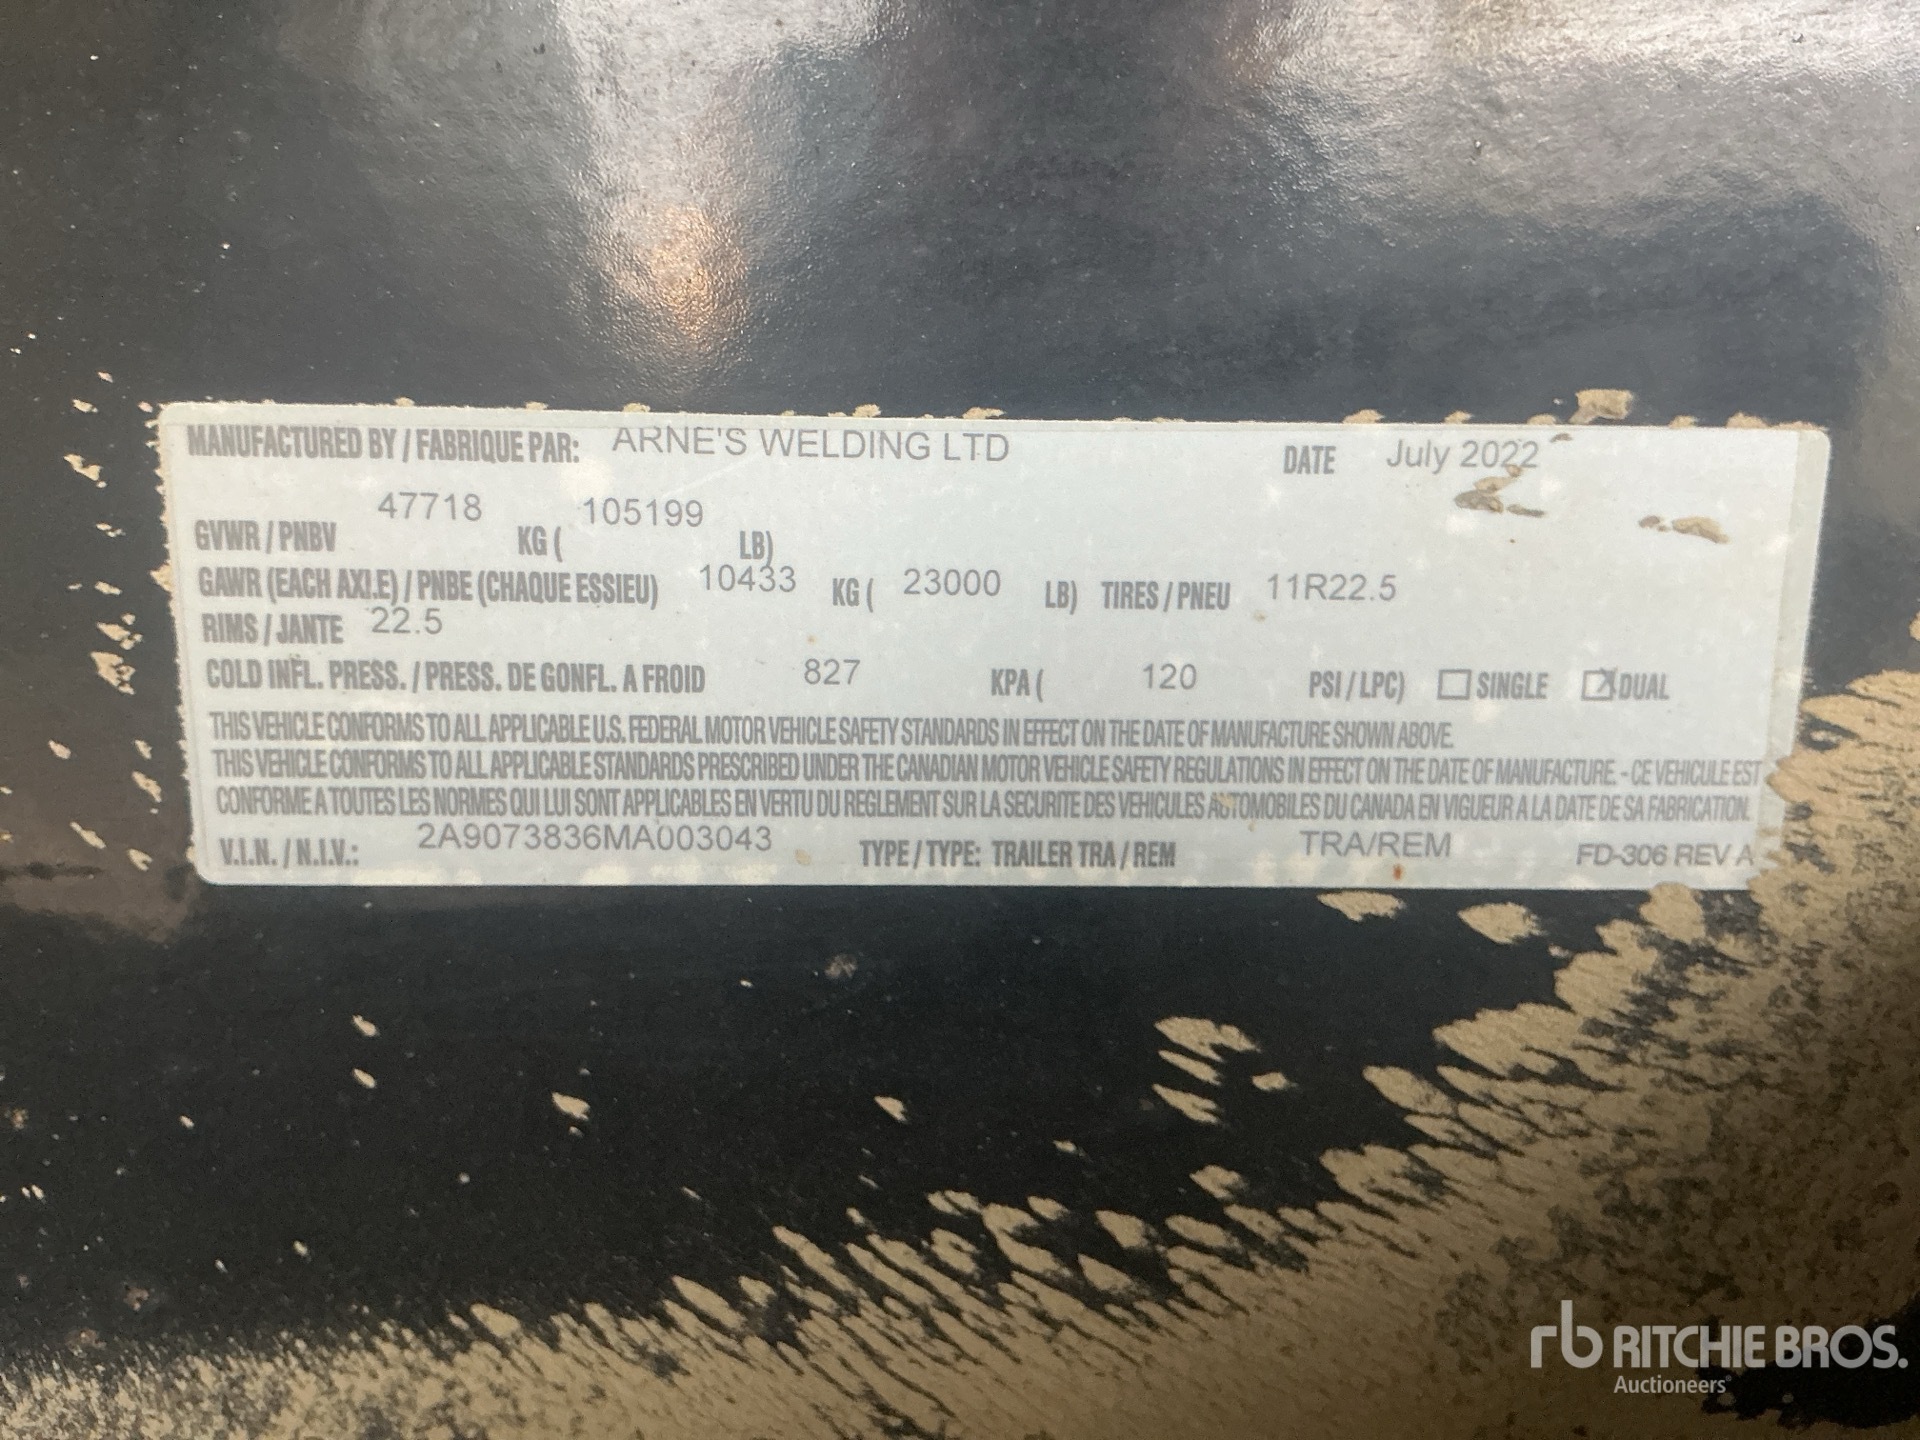 MANUFACTURED BY / FABRIQUE PAR: ARNE'S WELDING LTD DATE July 2022
GVWR / PNBV 47718 KG ( 105199 LB)
GAWR (EACH AXLE) / PNBE (CHAQUE ESSIEU) 10433 KG ( 23000 LB) TIRES / PNEU 11R22.5
RIMS / JANTE 22.5
COLD INFL. PRESS. / PRESS. DE GONFL. A FROID 827 KPA ( 120 PSI / LPC) ☐ SINGLE ☒ DUAL
THIS VEHICLE CONFORMS TO ALL APPLICABLE U.S. FEDERAL MOTOR VEHICLE SAFETY STANDARDS IN EFFECT ON THE DATE OF MANUFACTURE SHOWN ABOVE.
THIS VEHICLE CONFORMS TO ALL APPLICABLE STANDARDS PRESCRIBED UNDER THE CANADIAN MOTOR VEHICLE SAFETY REGULATIONS IN EFFECT ON THE DATE OF MANUFACTURE. - CE VEHICULE EST
CONFORME A TOUTES LES NORMES QUI LUI SONT APPLICABLES EN VERTU DU REGLEMENT SUR LA SECURITE DES VEHICULES AUTOMOBILES DU CANADA EN VIGUEUR A LA DATE DE SA FABRICATION.
V.I.N. / N.I.V.: 2A9073836MA003043 TYPE / TYPE: TRAILER TRA / REM TRA/REM FD-306 REV A
rb RITCHIE BROS.
Auctioneers